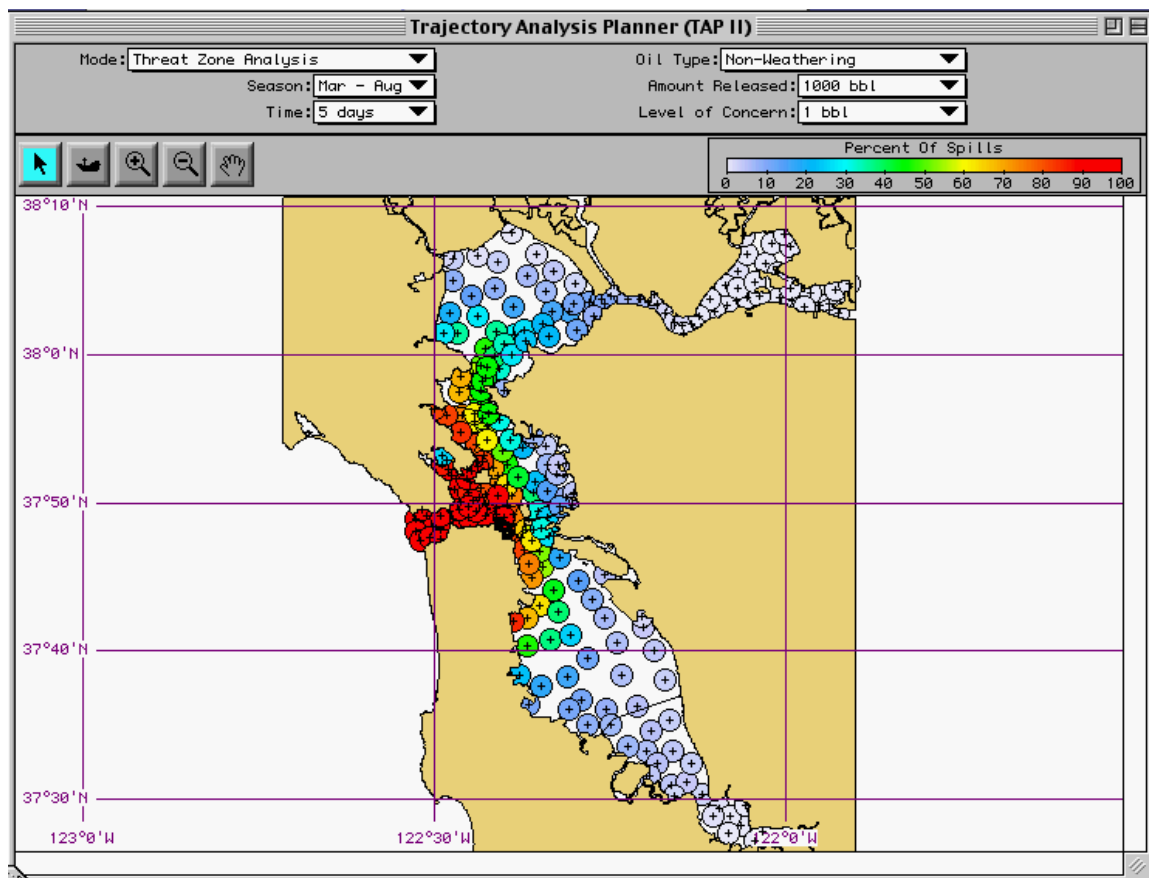 Trajectory Analysis Planner (TAP II)
Mode: Threat Zone Analysis
Oil Type: Non-Weathering
Season: Mar - Aug
Amount Released: 1000 bbl
Time: 5 days
Level of Concern: 1 bbl
Percent Of Spills
0 10 20 30 40 50 60 70 80 90 100
38°10'N
38°0'N
37°50'N
37°40'N
37°30'N
123°0'W 122°30'W 122°0'W